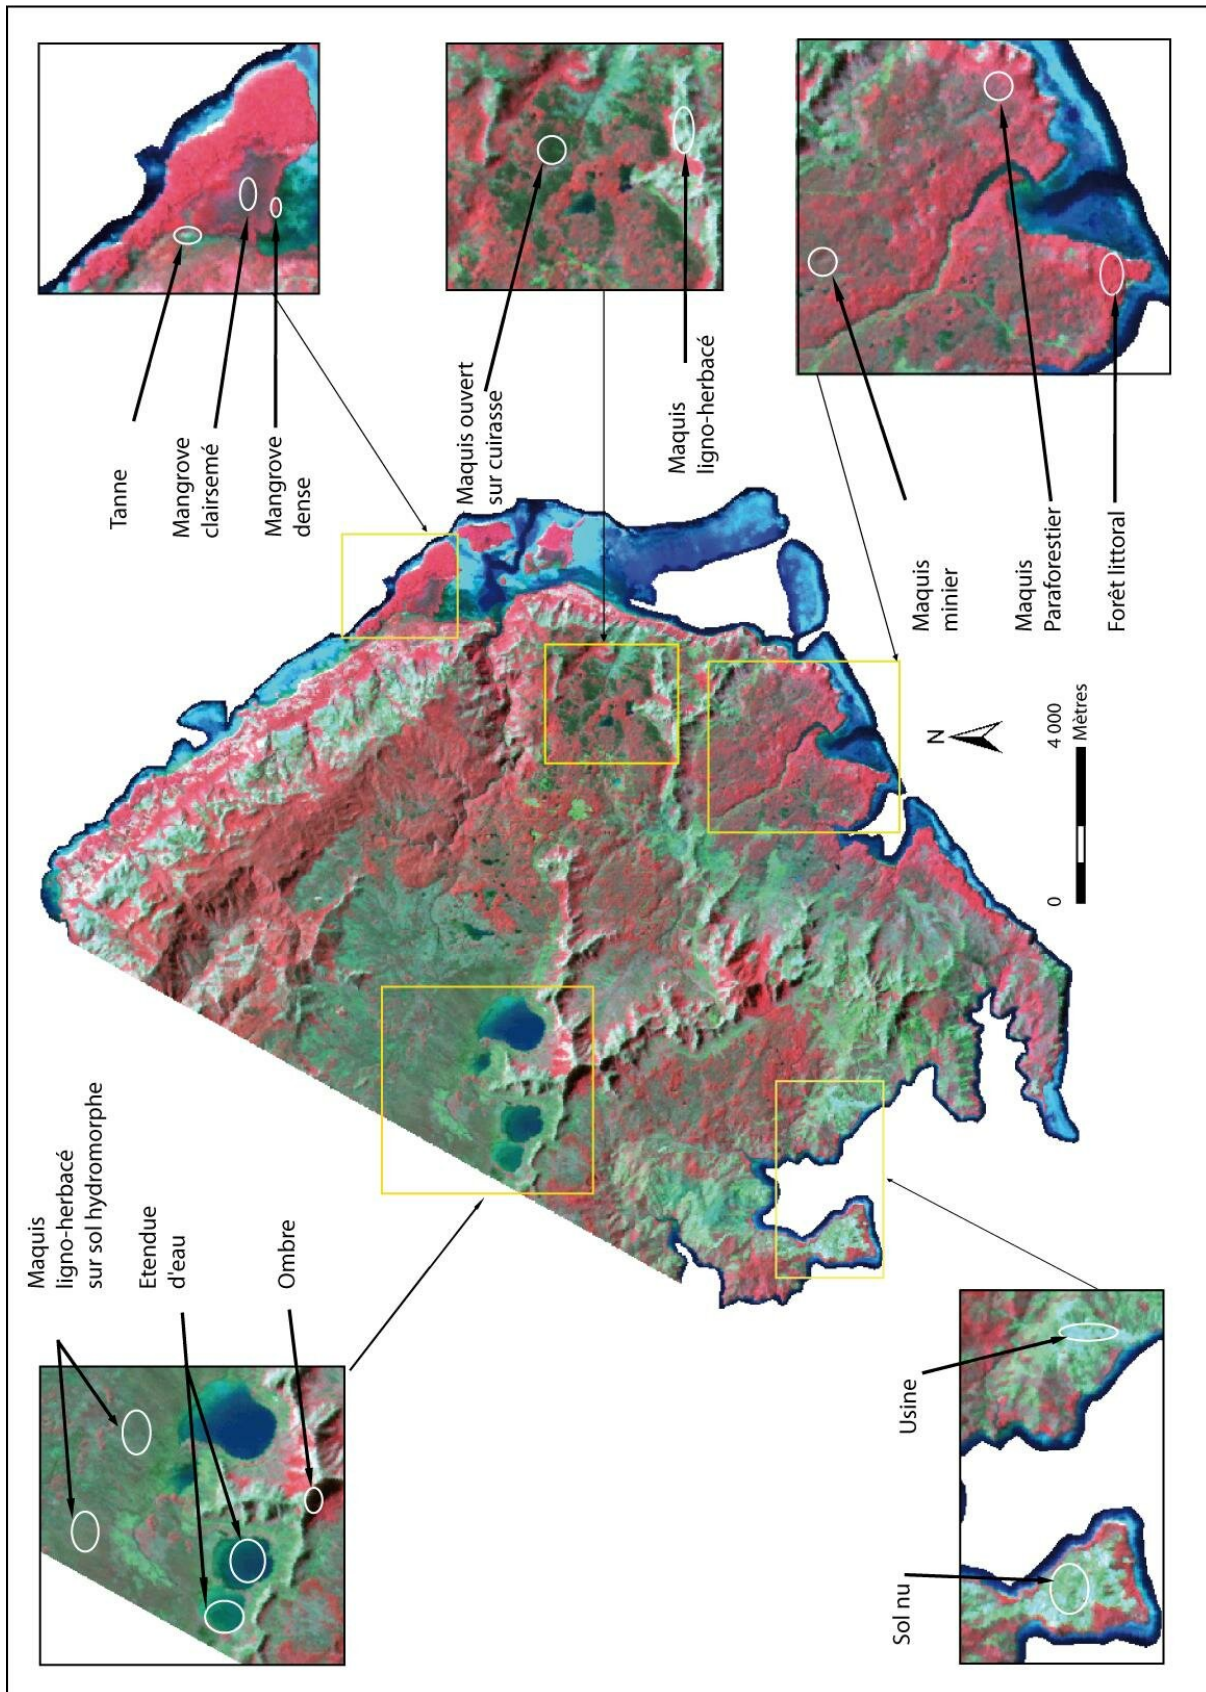 Maquis
ligno-herbacé
sur sol hydromorphe
Etendue
d'eau
Ombre
Tanne
Mangrove
clairsemé
Mangrove
dense
Maquis ouvert
sur cuirasse
Maquis
ligno-herbacé
Maquis
minier
Maquis
Paraforestier
Forêt littoral
Sol nu
Usine
N
0
4 000
Mètres